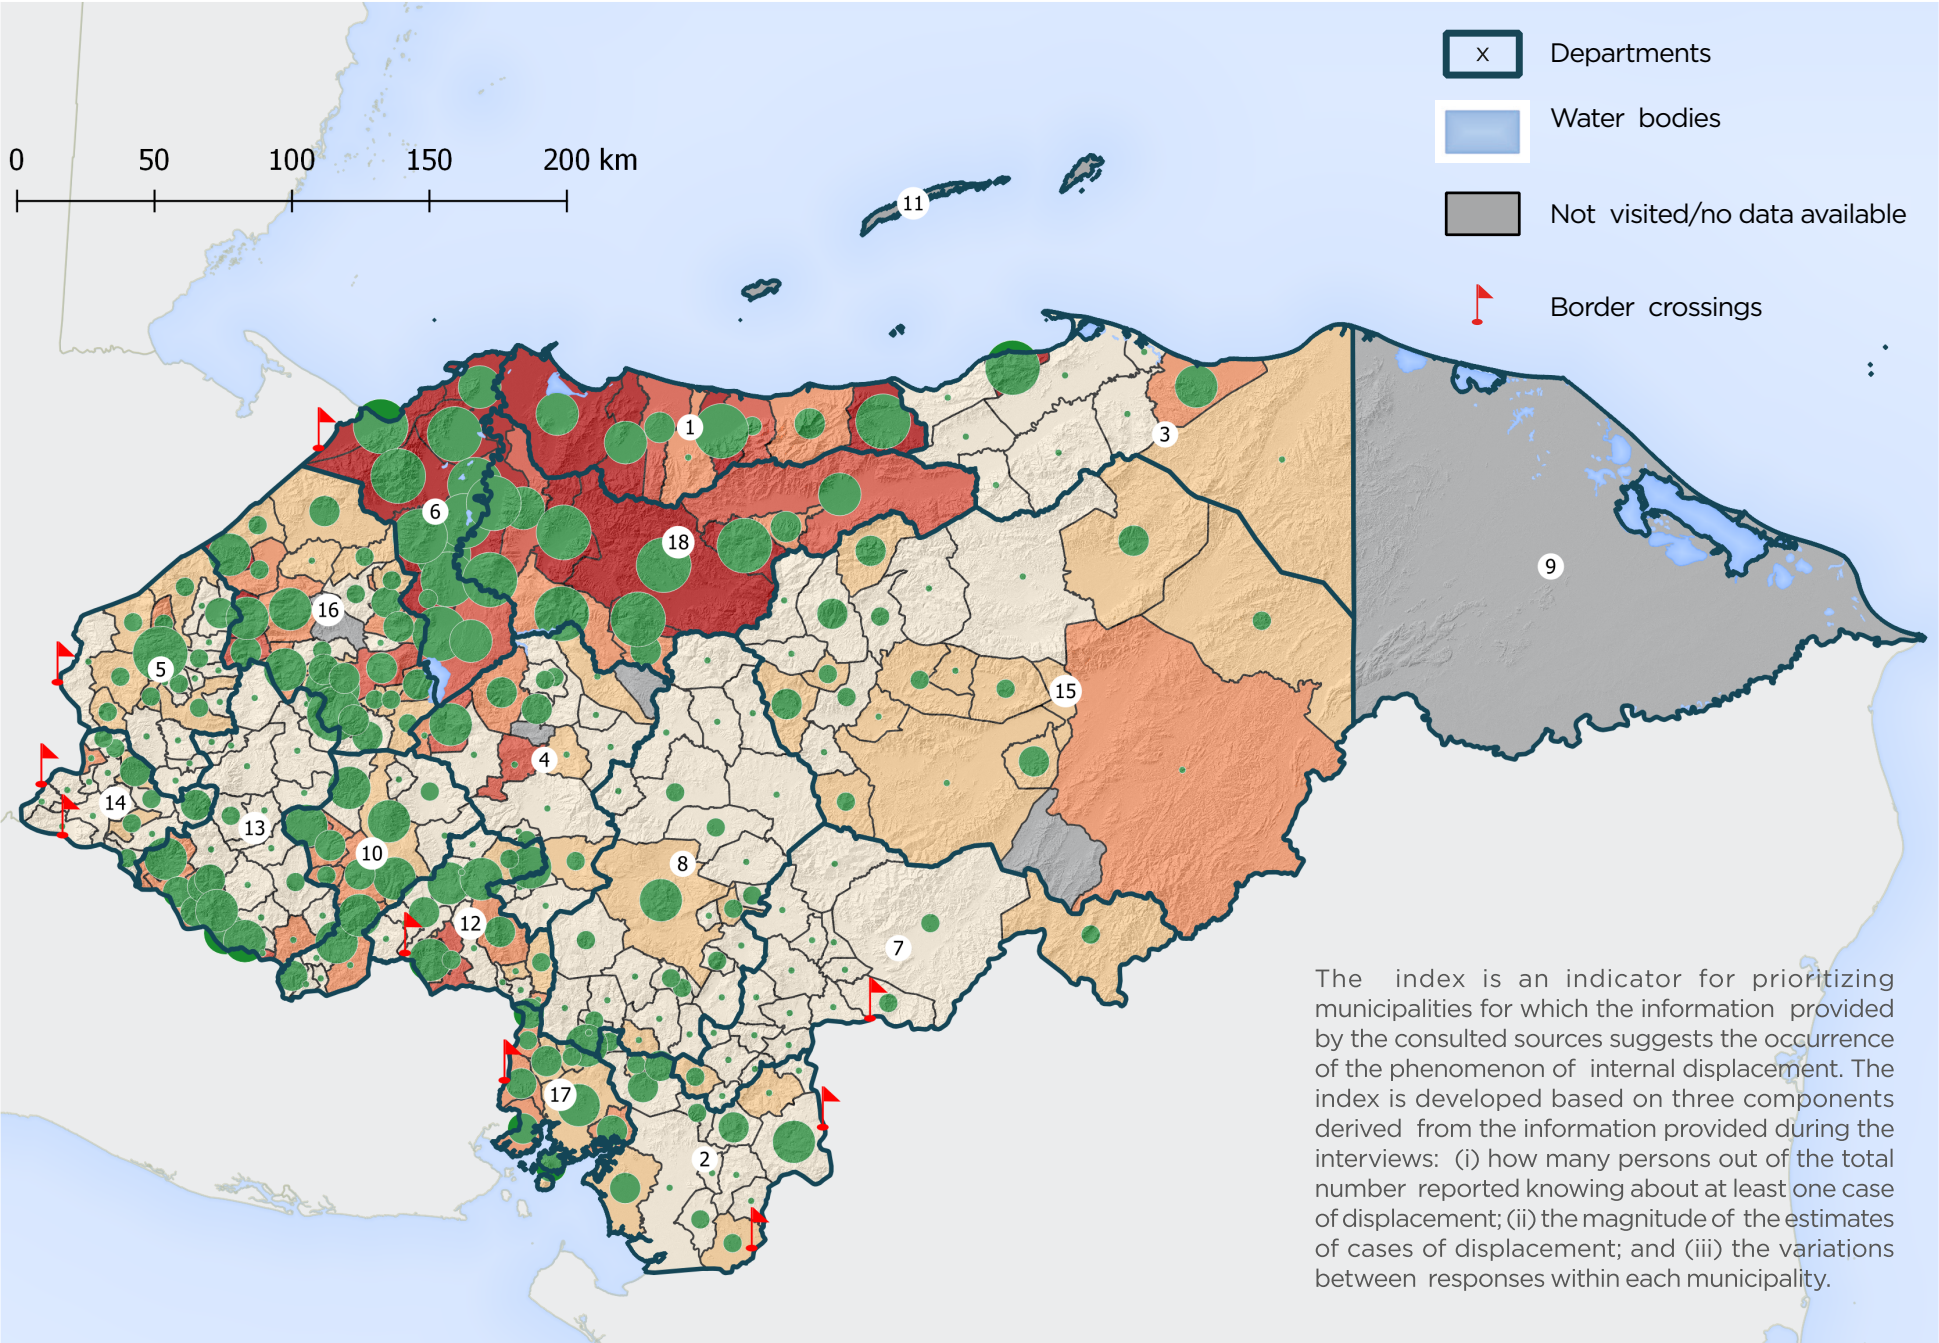 X Departments
Water bodies
Not visited/no data available
Border crossings
0 50 100 150 200 km
11
1
3
6
18
9
16
5
15
4
14
13
10
8
12
7
17
2
The index is an indicator for prioritizing
municipalities for which the information provided
by the consulted sources suggests the occurrence
of the phenomenon of internal displacement. The
index is developed based on three components
derived from the information provided during the
interviews: (i) how many persons out of the total
number reported knowing about at least one case
of displacement; (ii) the magnitude of the estimates
of cases of displacement; and (iii) the variations
between responses within each municipality.